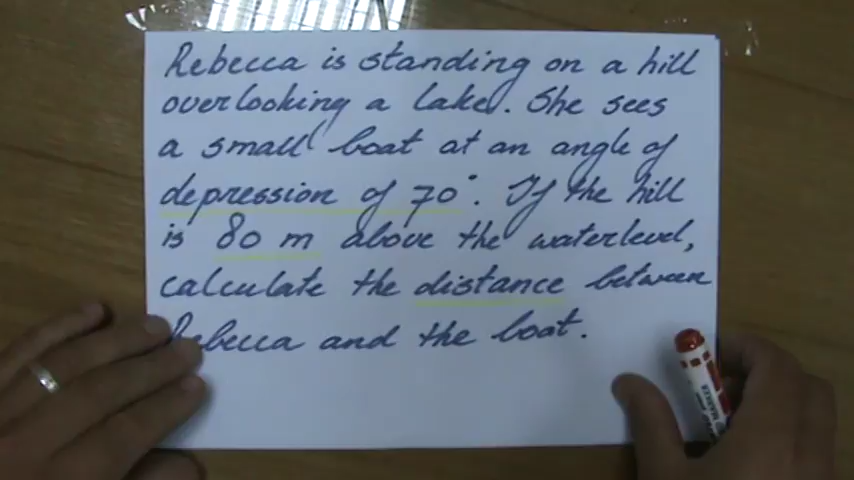 Rebecca is standing on a hill
overlooking a lake. She sees
a small boat at an angle of
depression of 70°. If the hill
is 80 m above the waterlevel,
calculate the distance between
Rebecca and the boat.
MARKER